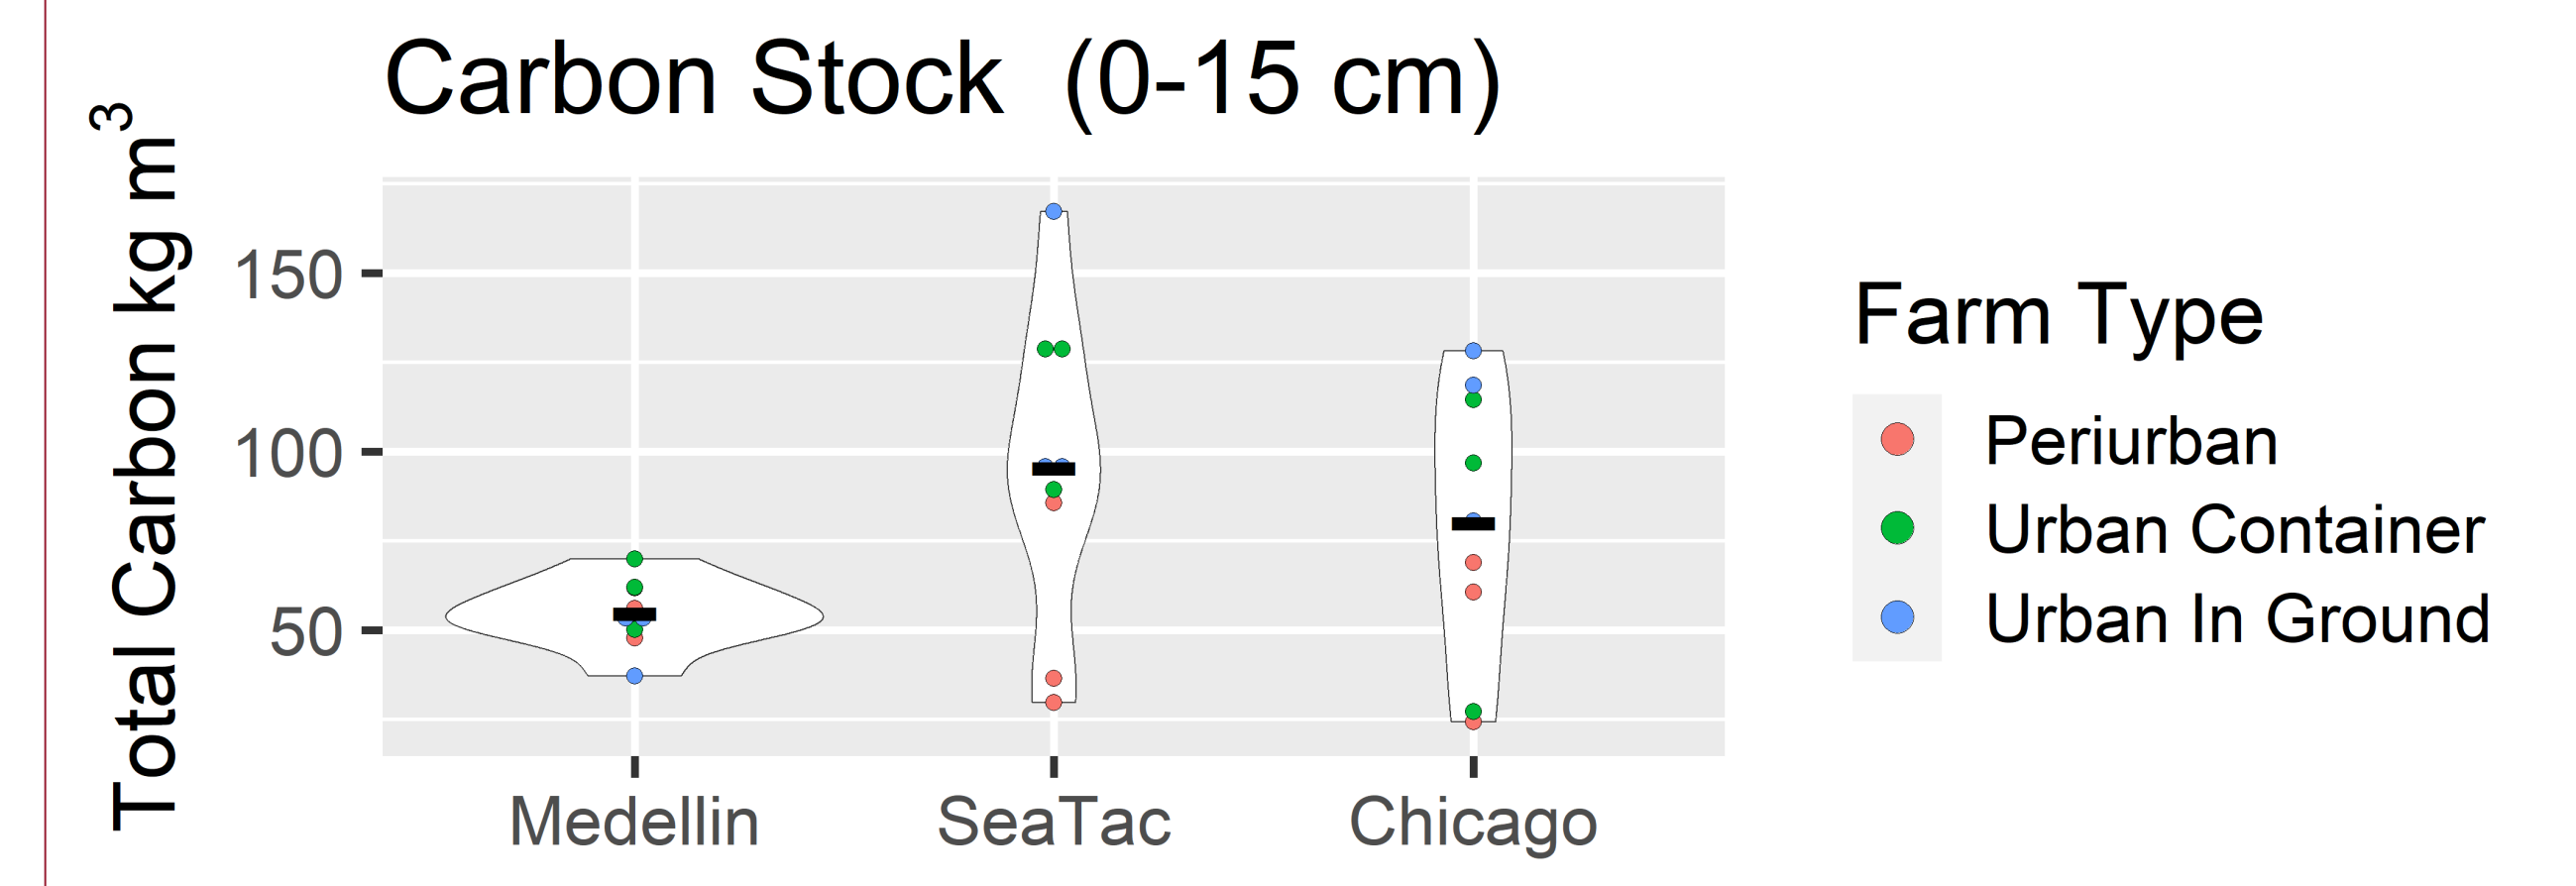 Carbon Stock (0-15 cm)
Total Carbon kg m³
150
100
50
Medellin SeaTac Chicago
Farm Type
Periurban
Urban Container
Urban In Ground